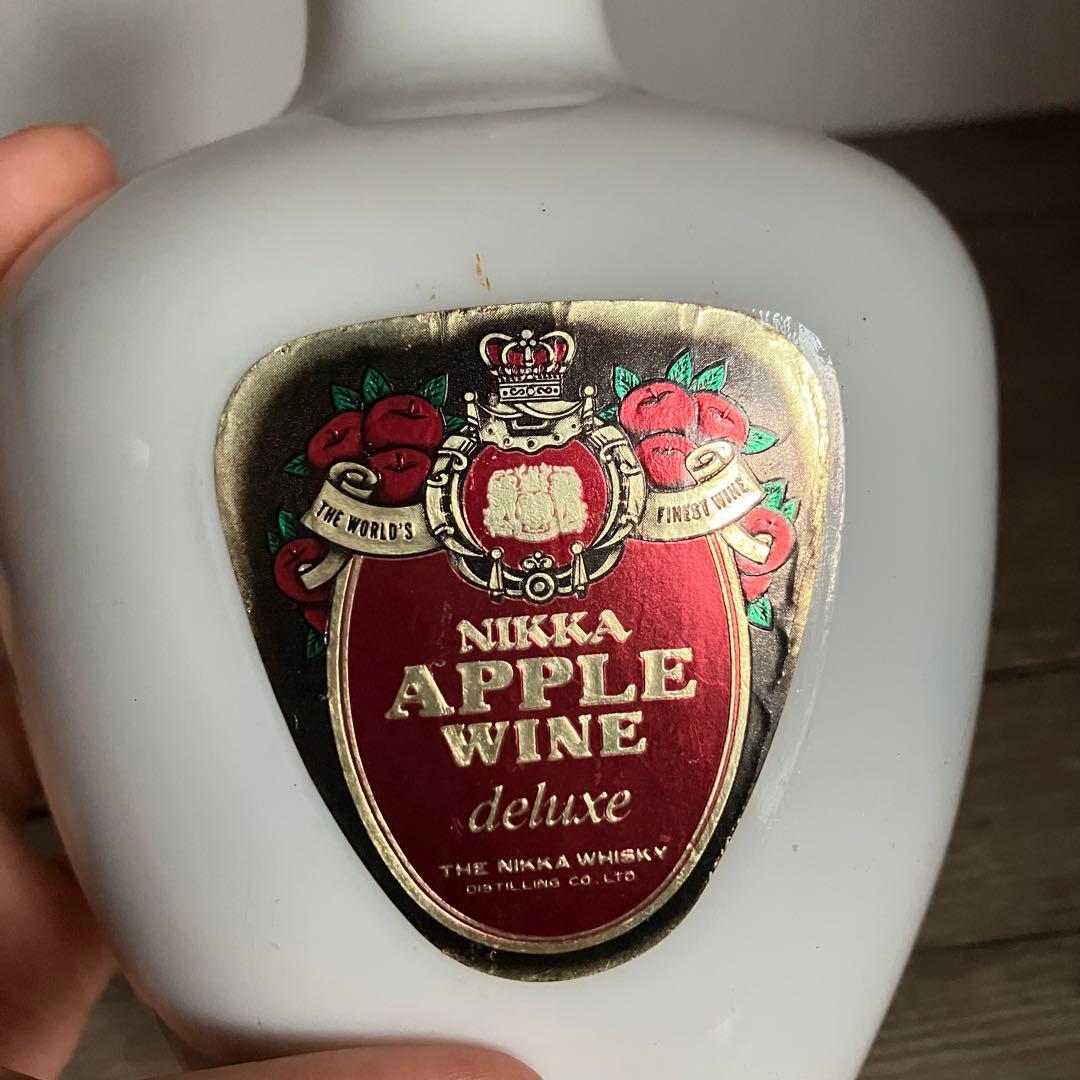 THE WORLD'S
FINEST WINE
NIKKA
APPLE
WINE
deluxe
THE NIKKA WHISKY
DISTILLING CO. LTD.